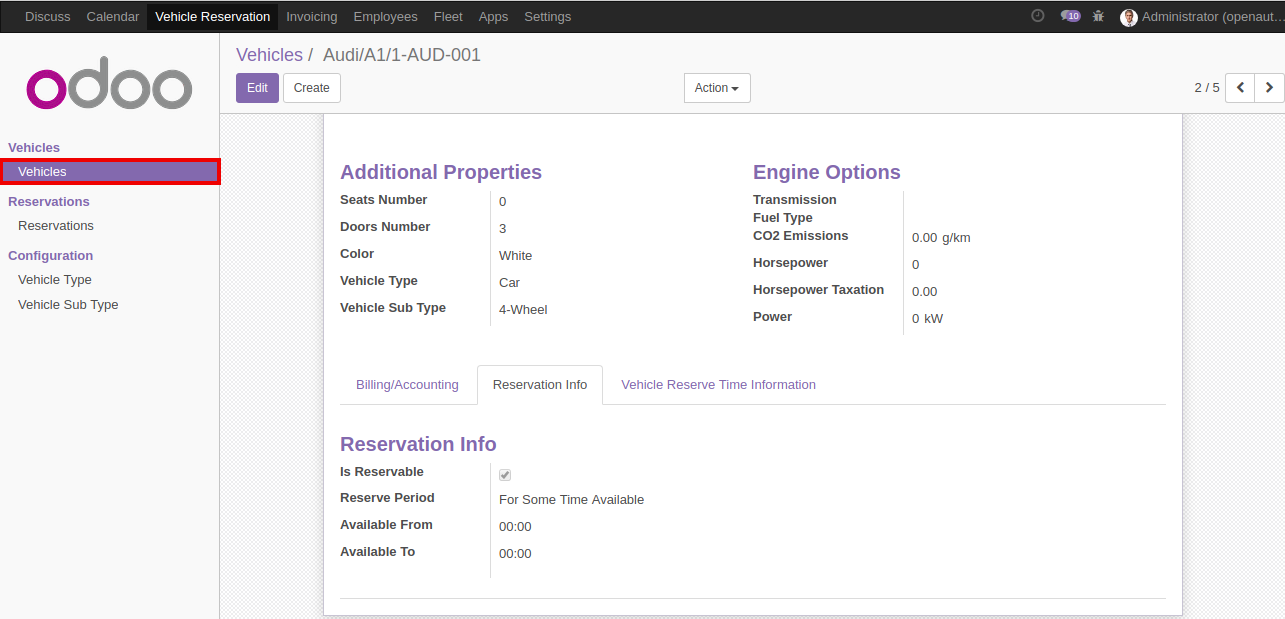 Discuss Calendar Vehicle Reservation Invoicing Employees Fleet Apps Settings 10 Administrator (openaut...
odoo
Vehicles
Vehicles
Reservations
Reservations
Configuration
Vehicle Type
Vehicle Sub Type
Vehicles / Audi/A1/1-AUD-001
Edit Create Action 2 / 5
Additional Properties
Seats Number 0
Doors Number 3
Color White
Vehicle Type Car
Vehicle Sub Type 4-Wheel
Engine Options
Transmission
Fuel Type
CO2 Emissions 0.00 g/km
Horsepower 0
Horsepower Taxation 0.00
Power 0 kW
Billing/Accounting Reservation Info Vehicle Reserve Time Information
Reservation Info
Is Reservable
Reserve Period For Some Time Available
Available From 00:00
Available To 00:00